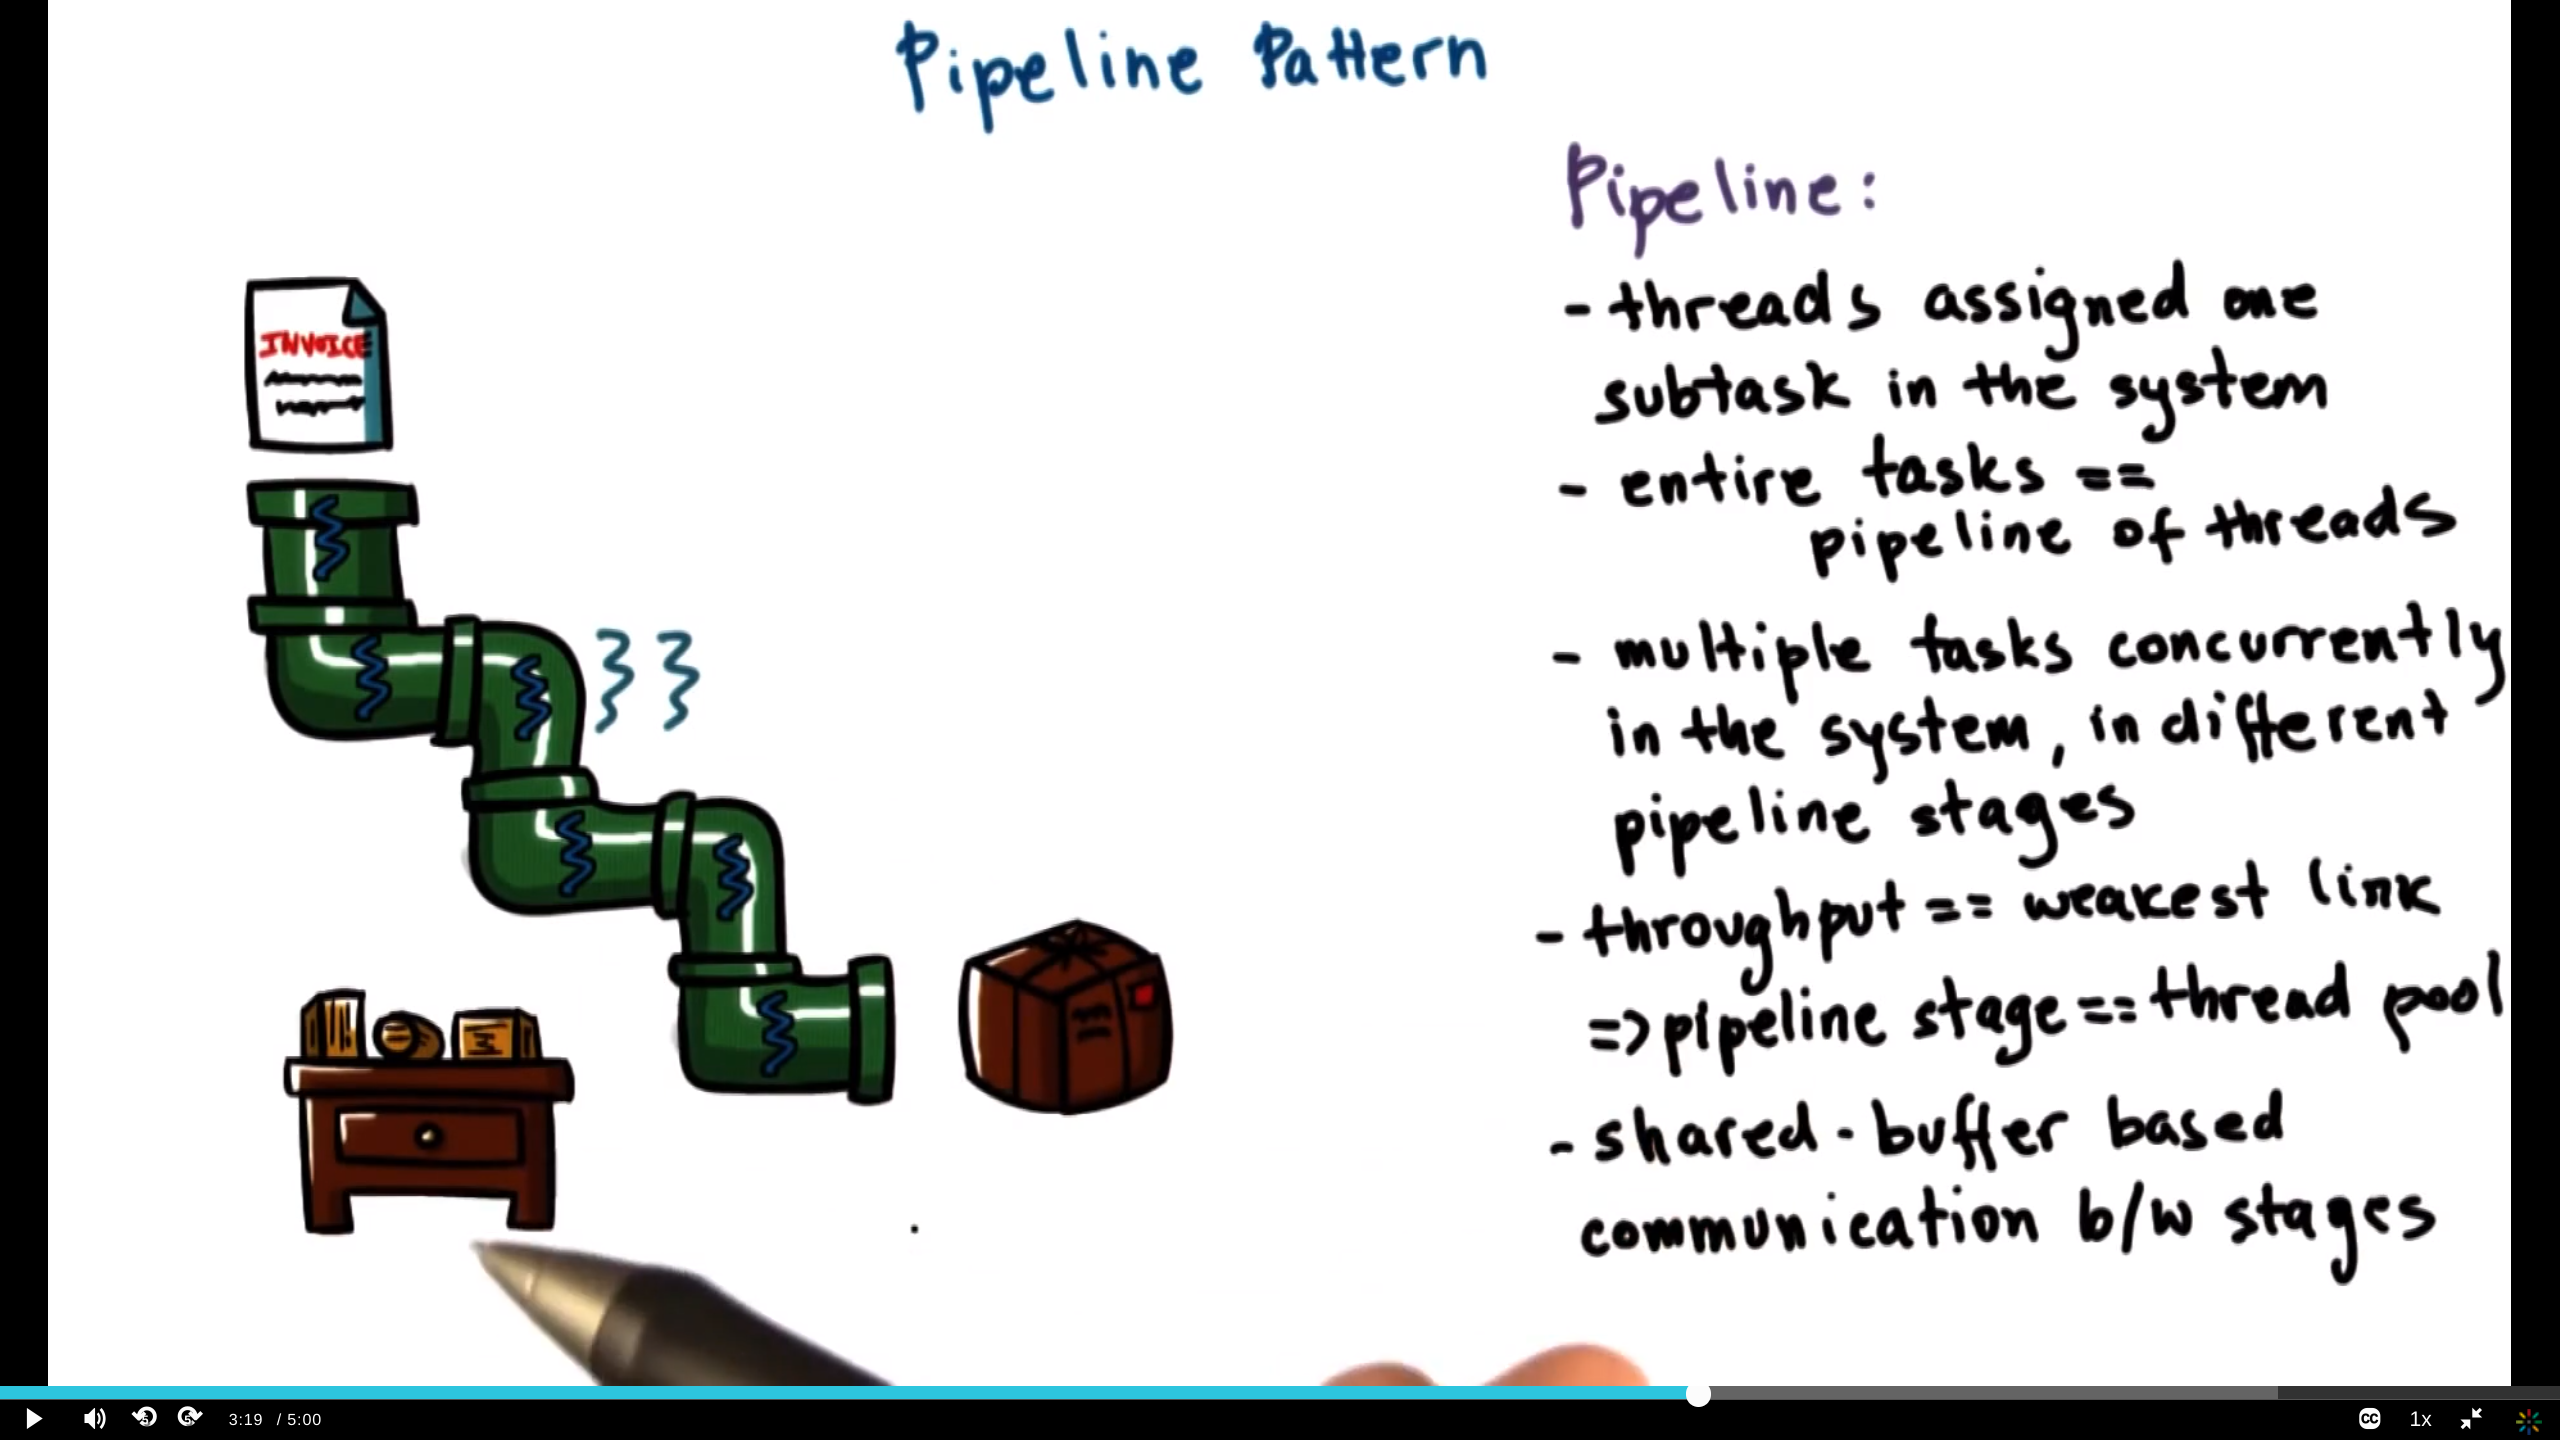 Pipeline Pattern
INVOICE
Pipeline:
- threads assigned one
subtask in the system
- entire tasks ==
pipeline of threads
- multiple tasks concurrently
in the system, in different
pipeline stages
- throughput == weakest link
=> pipeline stage == thread pool
- shared-buffer based
communication b/w stages
3:19 / 5:00
CC
1x